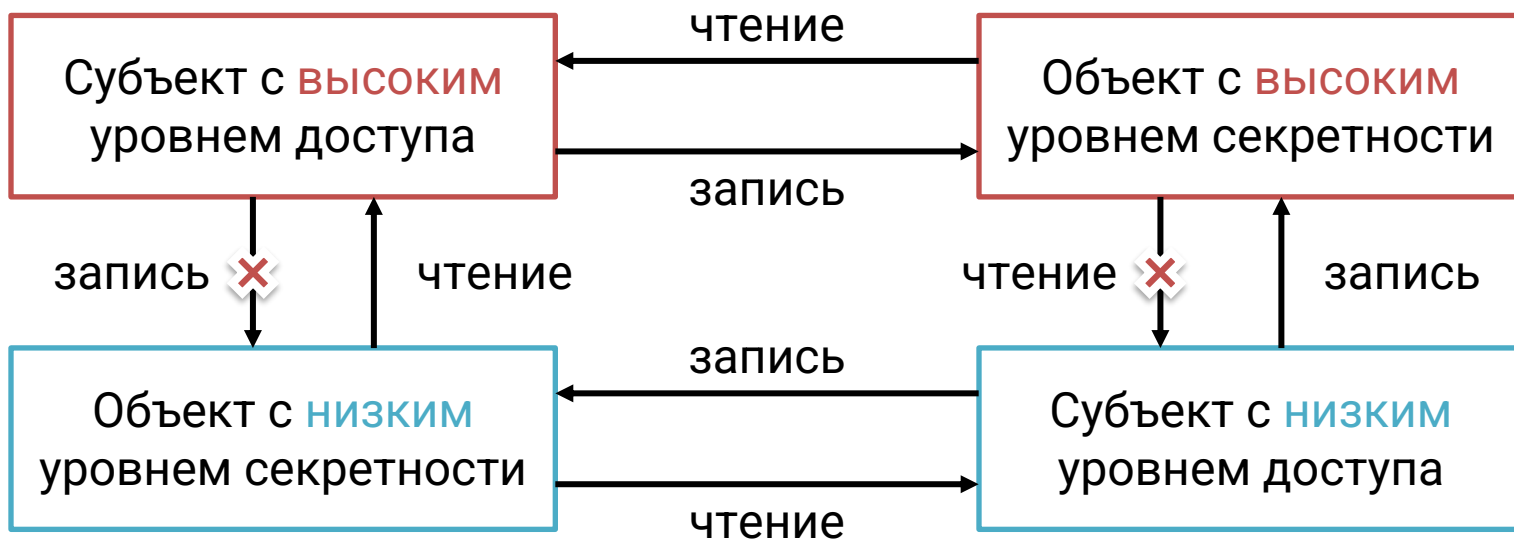 чтение
Субъект с высоким
уровнем доступа
Объект с высоким
уровнем секретности
запись
запись
чтение
чтение
запись
запись
Объект с низким
уровнем секретности
Субъект с низким
уровнем доступа
чтение